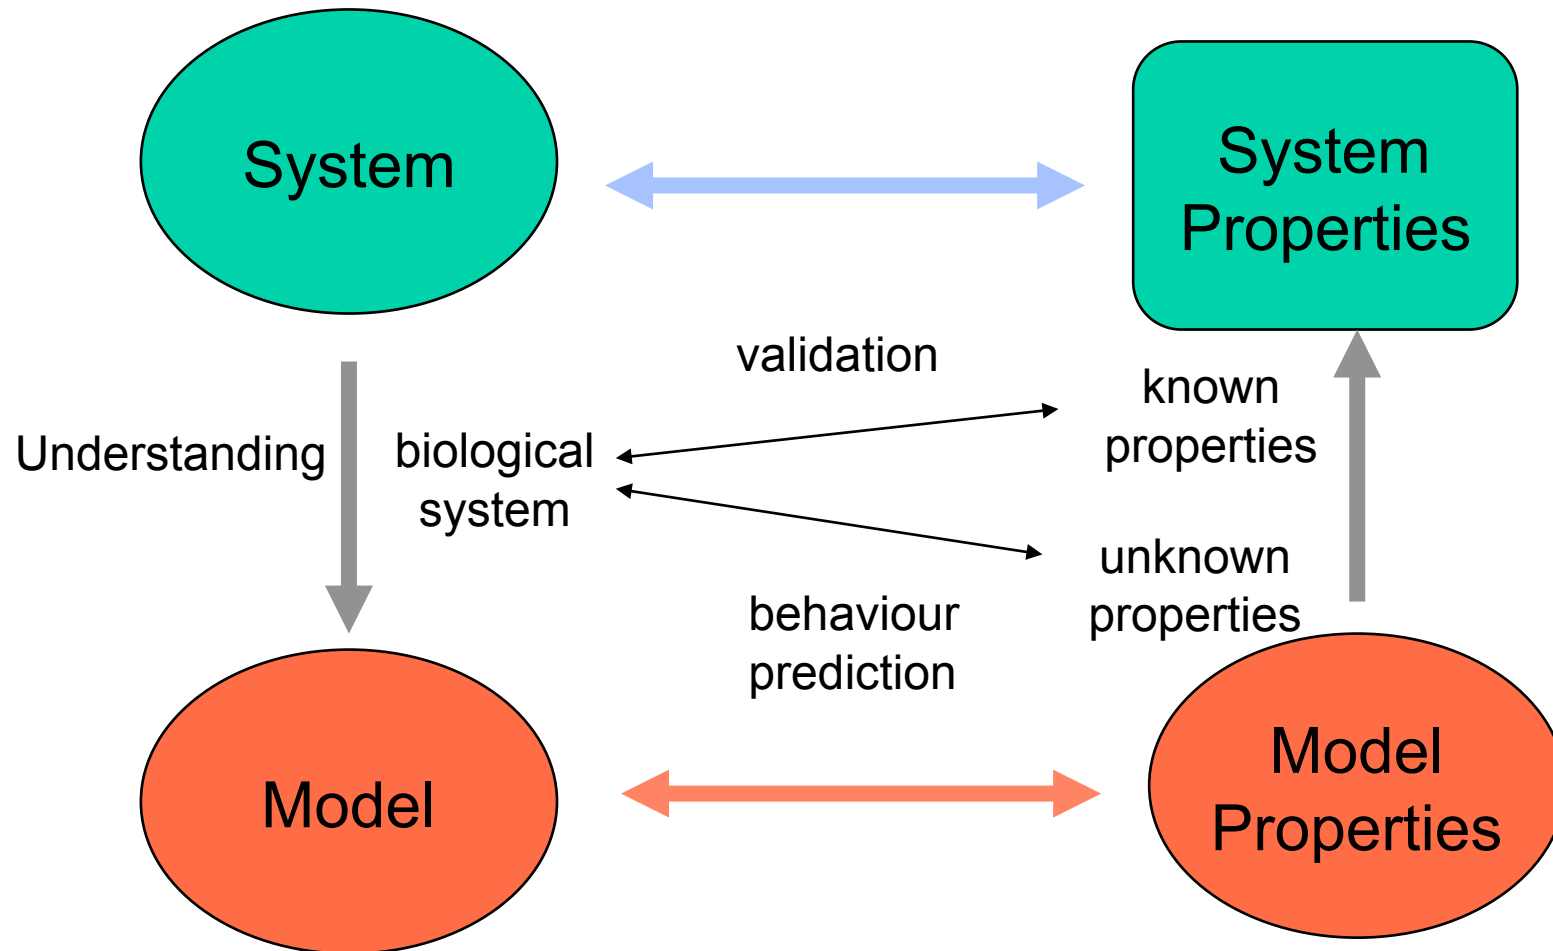 System
System
Properties
validation
known
properties
Understanding
biological
system
unknown
properties
behaviour
prediction
Model
Model
Properties